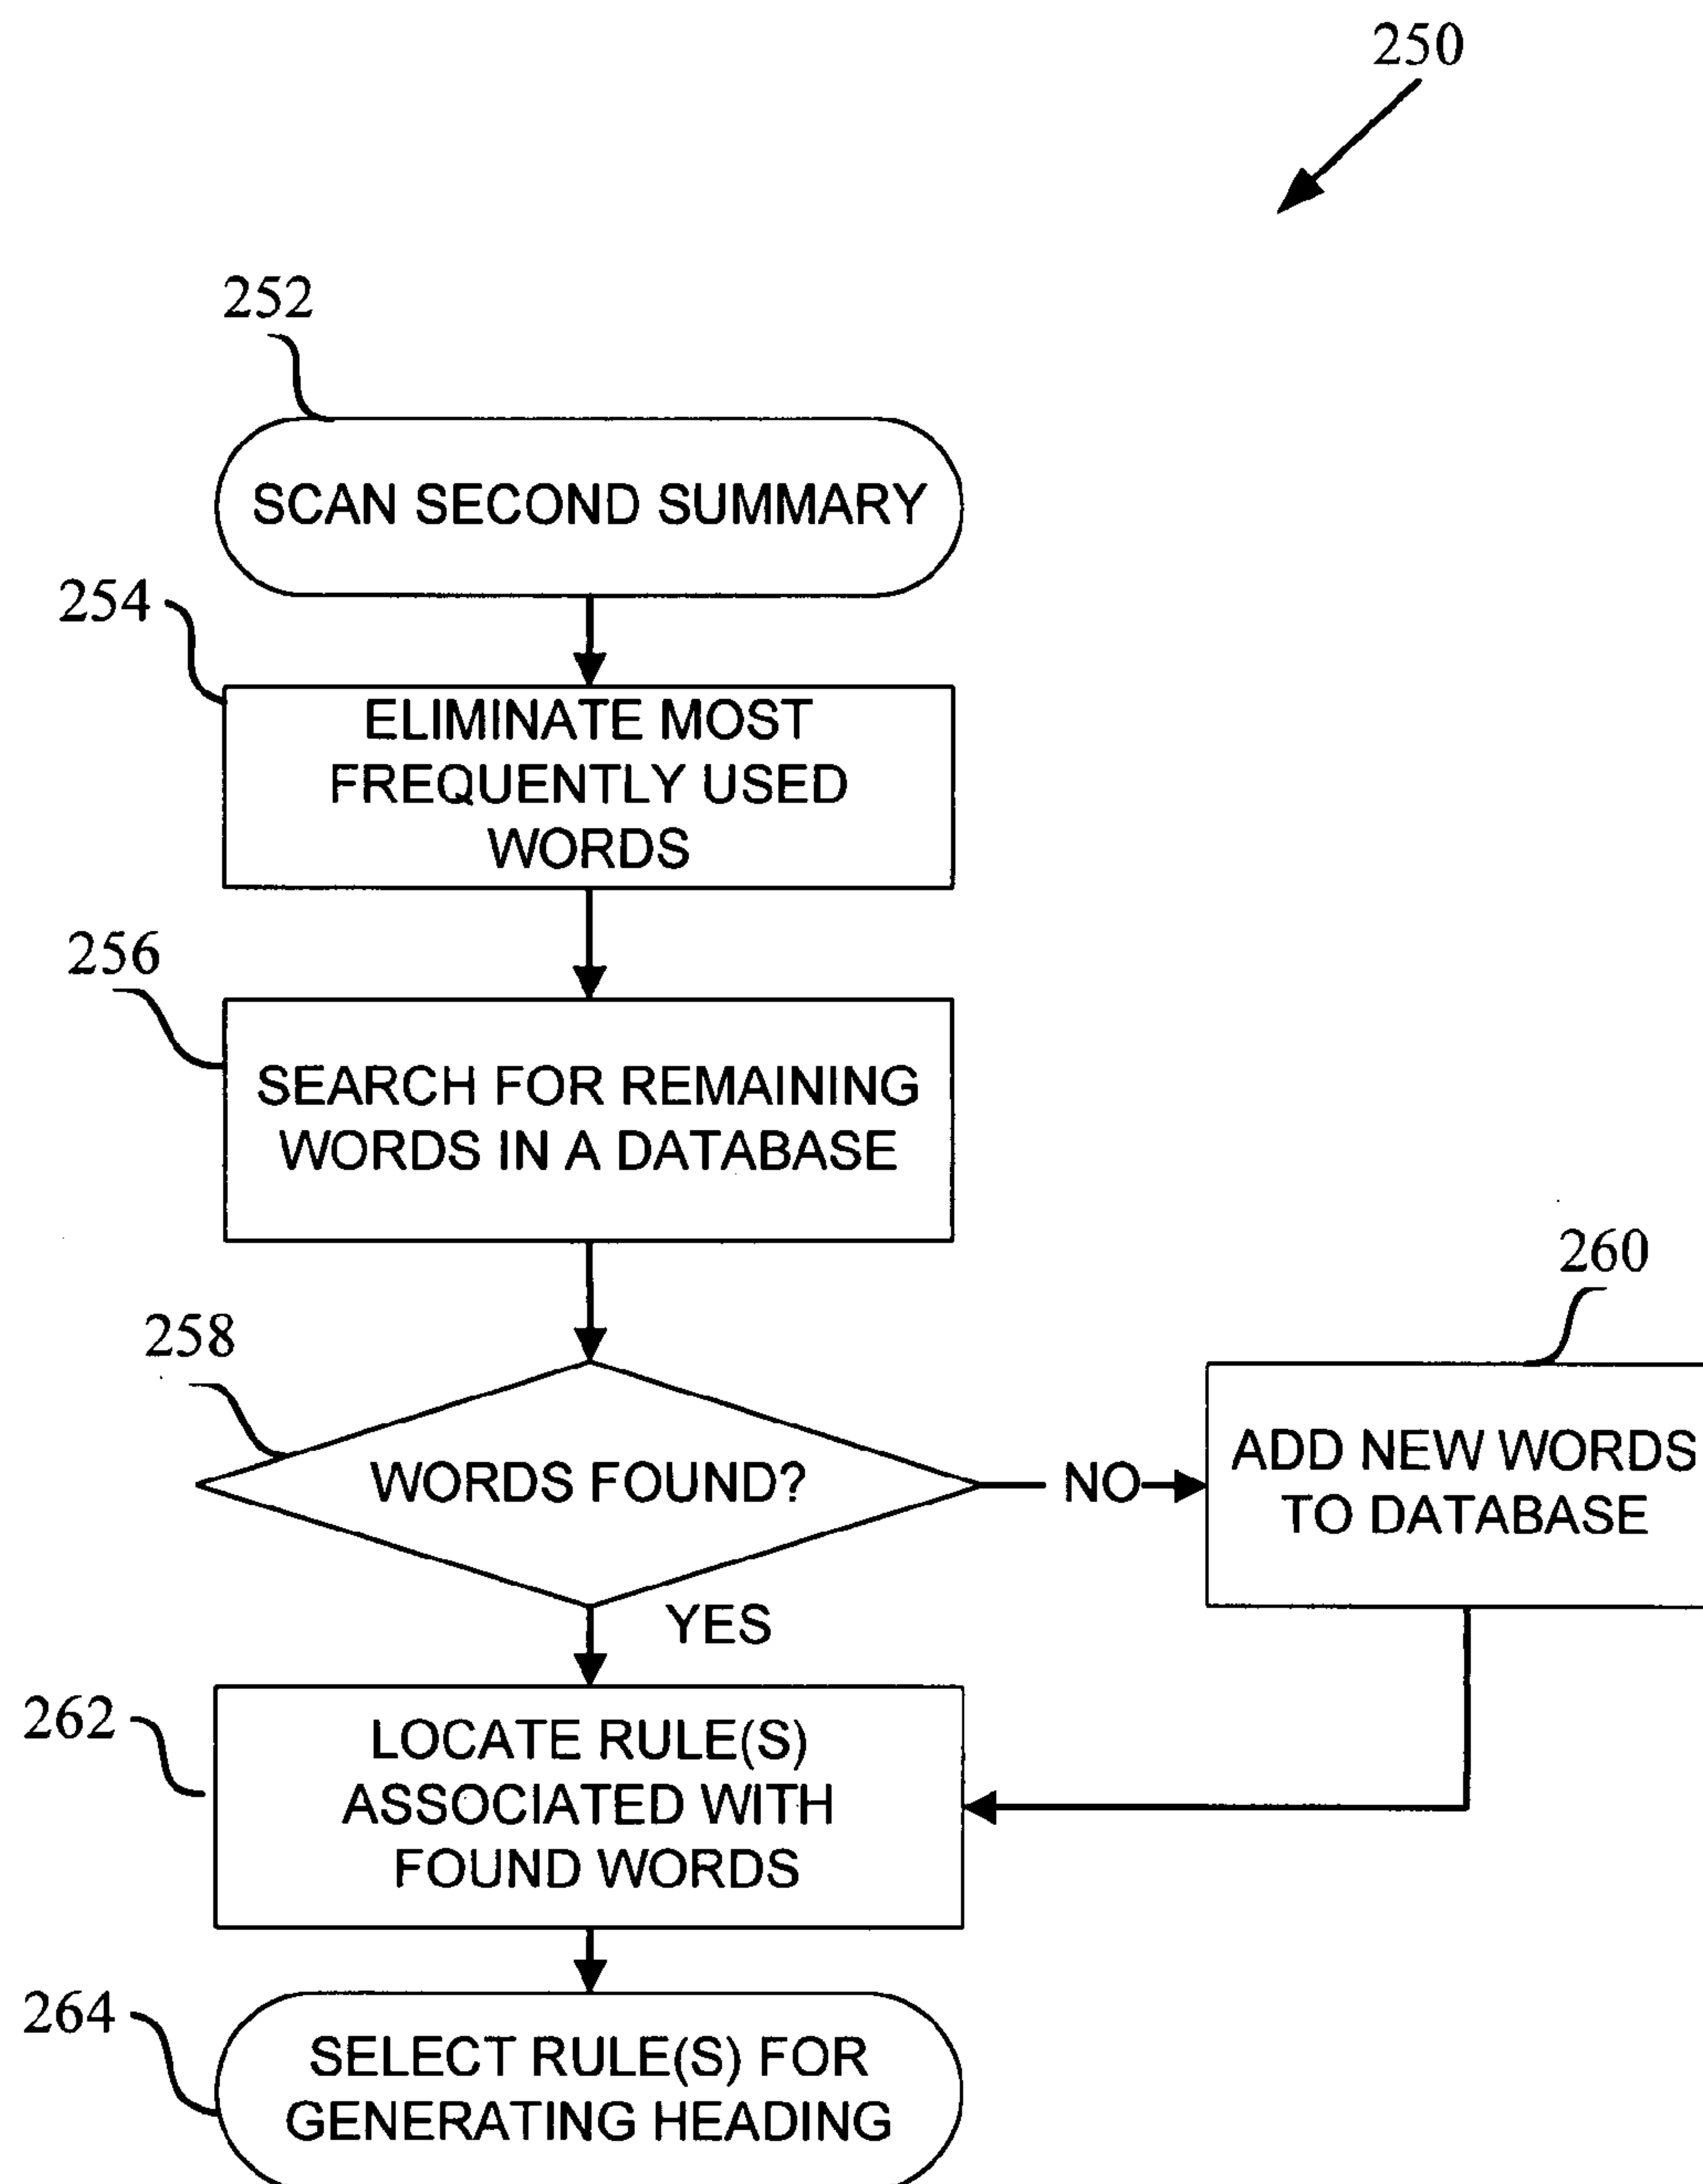 250
252
SCAN SECOND SUMMARY
254
ELIMINATE MOST
FREQUENTLY USED
WORDS
256
SEARCH FOR REMAINING
WORDS IN A DATABASE
258
WORDS FOUND?
NO
260
ADD NEW WORDS
TO DATABASE
YES
262
LOCATE RULE(S)
ASSOCIATED WITH
FOUND WORDS
264
SELECT RULE(S) FOR
GENERATING HEADING